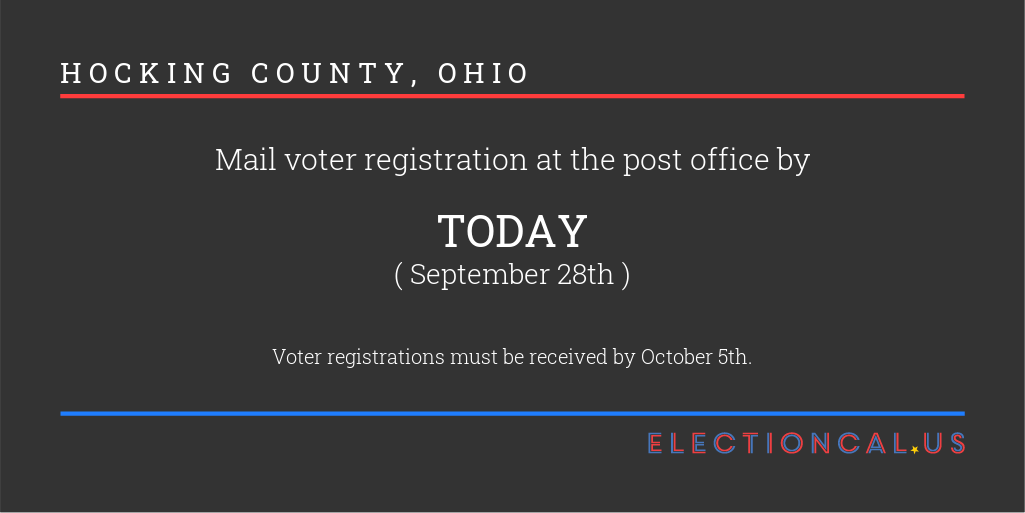 HOCKING COUNTY, OHIO
Mail voter registration at the post office by
TODAY
( September 28th )
Voter registrations must be received by October 5th.
ELECTIONCAL.US